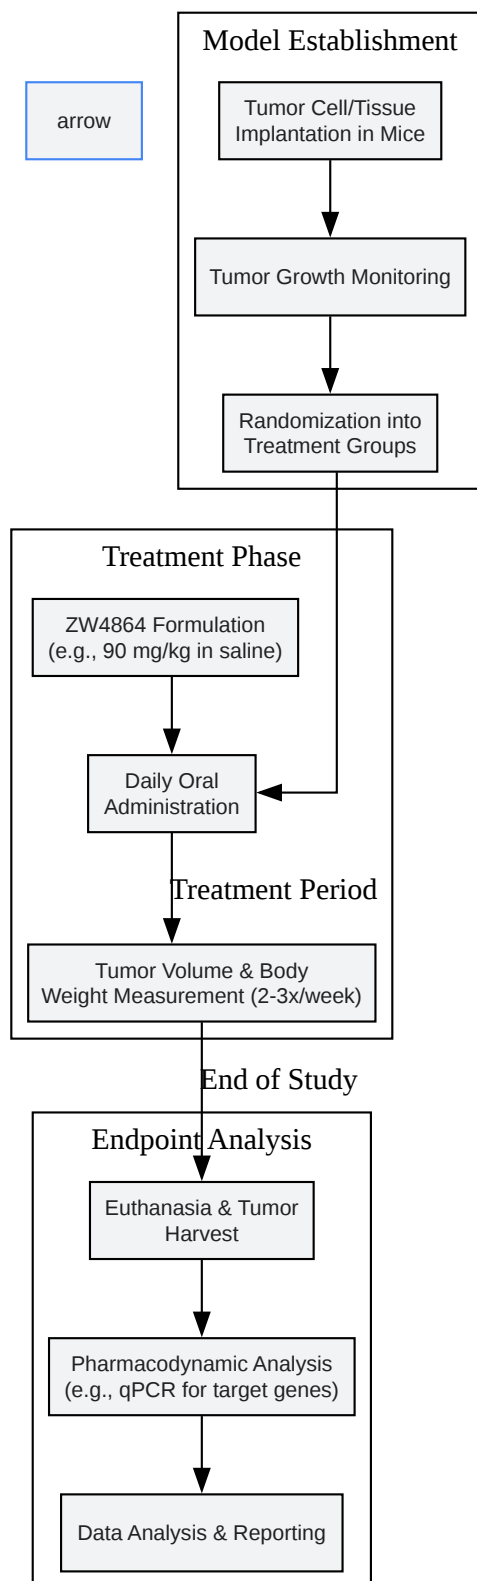 Model Establishment
arrow
Tumor Cell/Tissue
Implantation in Mice
Tumor Growth Monitoring
Randomization into
Treatment Groups
Treatment Phase
ZW4864 Formulation
(e.g., 90 mg/kg in saline)
Daily Oral
Administration
Treatment Period
Tumor Volume & Body
Weight Measurement (2-3x/week)
End of Study
Endpoint Analysis
Euthanasia & Tumor
Harvest
Pharmacodynamic Analysis
(e.g., qPCR for target genes)
Data Analysis & Reporting